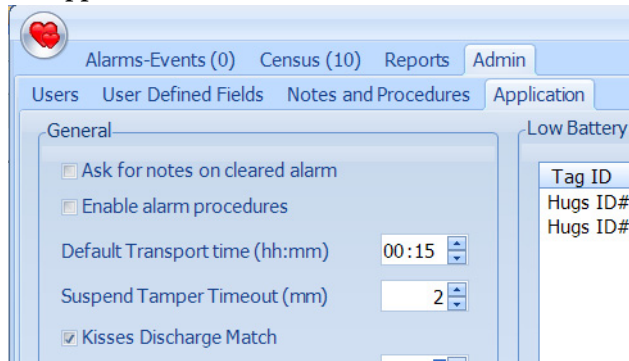 Alarms-Events (0) Census (10) Reports Admin
Users User Defined Fields Notes and Procedures Application
General
Low Battery
Ask for notes on cleared alarm
Tag ID
Enable alarm procedures
Hugs ID#
Hugs ID#
Default Transport time (hh:mm) 00:15
Suspend Tamper Timeout (mm) 2
Kisses Discharge Match